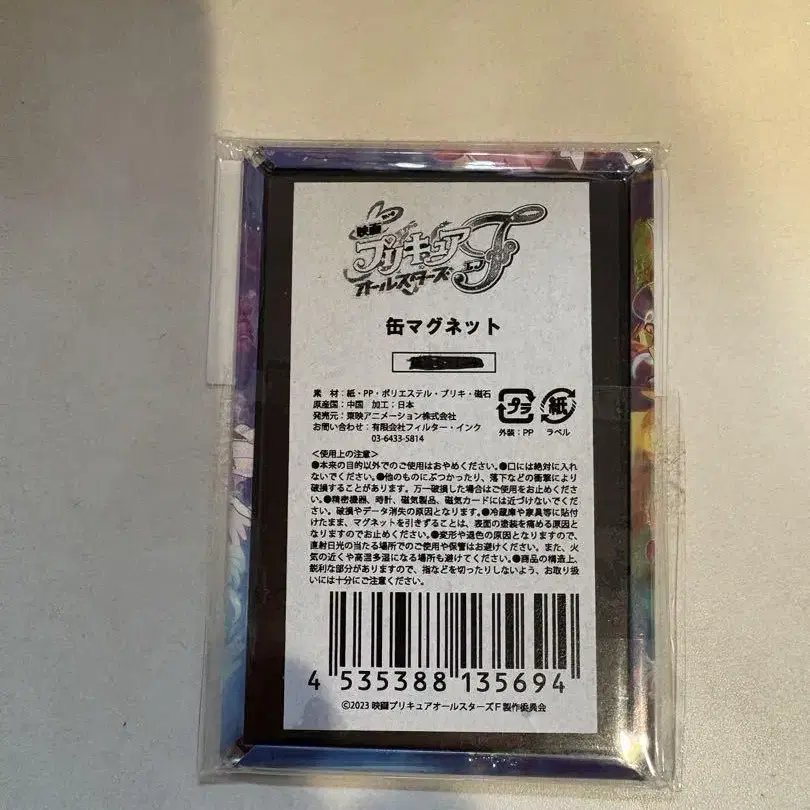 映画
プリキュア
オールスターズF
缶マグネット
素 材：紙・PP・ポリエステル・ブリキ・磁石
原産国：中国 加工：日本
発売元：東映アニメーション株式会社
お問い合わせ：有限会社フィルター・インク
03-6433-5814
プラ
紙
外装：PP
ラベル
＜使用上の注意＞
●本来の目的以外でのご使用はおやめください。●口には絶対に入れ
ないでください。●他のものにぶつかったり、落下などの衝撃により
破損することがあります。万一破損した場合はご使用をお止めくださ
い。●精密機器、時計、磁気製品、磁気カードには近づけないでくだ
さい。破損やデータ消失の原因となります。●冷蔵庫や家具等に貼付
けたまま、マグネットを引きずることは、表面の塗装を痛める原因と
なりますのでお止めください。●変形や退色の原因となりますので、
直射日光の当たる場所でのご使用や保管はお避けください。また、火
気の近くや高温多湿になる場所も避けてください。●商品の構造上、
鋭利な部分がありますので、指などを切ったりしないよう、お取り扱
いには十分にご注意ください。
4 535388 135694
©2023 映画プリキュアオールスターズF製作委員会